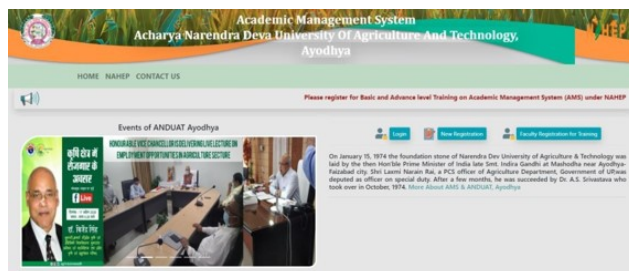 Academic Management System
Acharya Narendra Deva University Of Agriculture And Technology,
Ayodhya
HEP
HOME NAHEP CONTACT US
Please register for Basic and Advance level Training on Academic Management System (AMS) under NAHEP
Events of ANDUAT Ayodhya
कृषि क्षेत्र में
रोजगार के
अवसर
Live
HONOURABLE VICE CHANCELLOR IS DELIVERING LIVE LECTURE ON
EMPLOYMENT OPPORTUNITIES IN AGRICULTURE SECTURE
Login
New Registration
Faculty Registration for Training
On January 15, 1974 the foundation stone of Narendra Dev University of Agriculture & Technology was
laid by the then Hon'ble Prime Minister of India late Smt. Indira Gandhi at Mashodha near Ayodhya-
Faizabad city. Shri Laxmi Narain Rai, a PCS officer of Agriculture Department, Government of UP.was
deputed as officer on special duty. After a few months, he was succeeded by Dr. A.S. Srivastava who
took over in October, 1974. More About AMS & ANDUAT, Ayodhya